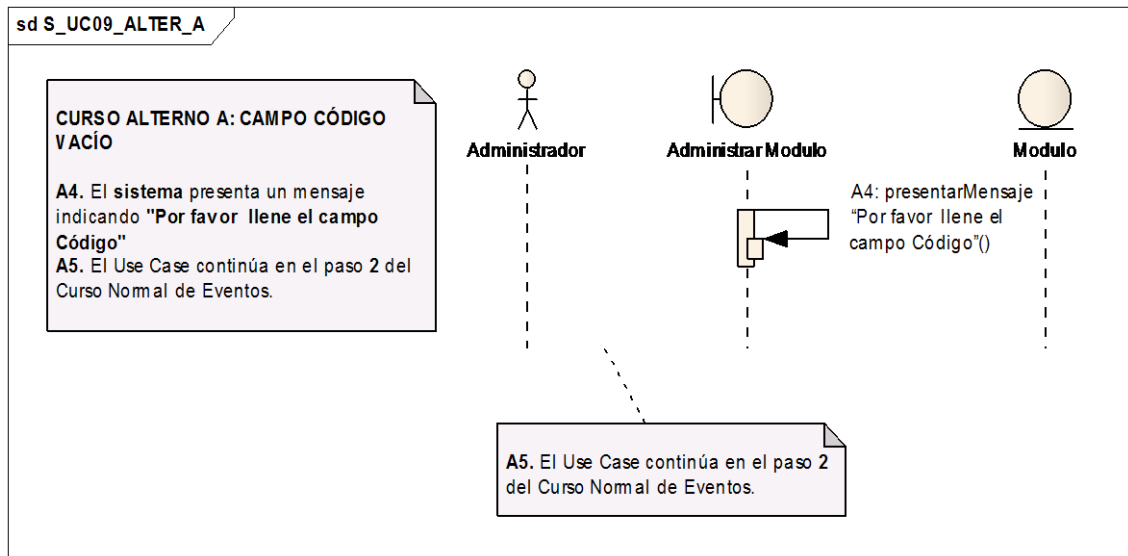 sd S_UC09_ALTER_A
CURSO ALTERNO A: CAMPO CÓDIGO
VACÍO
A4. El sistema presenta un mensaje
indicando "Por favor llene el campo
Código"
A5. El Use Case continúa en el paso 2 del
Curso Normal de Eventos.
Administrador
Administrar Modulo
Modulo
A4: presentarMensaje
“Por favor llene el
campo Código”()
A5. El Use Case continúa en el paso 2
del Curso Normal de Eventos.